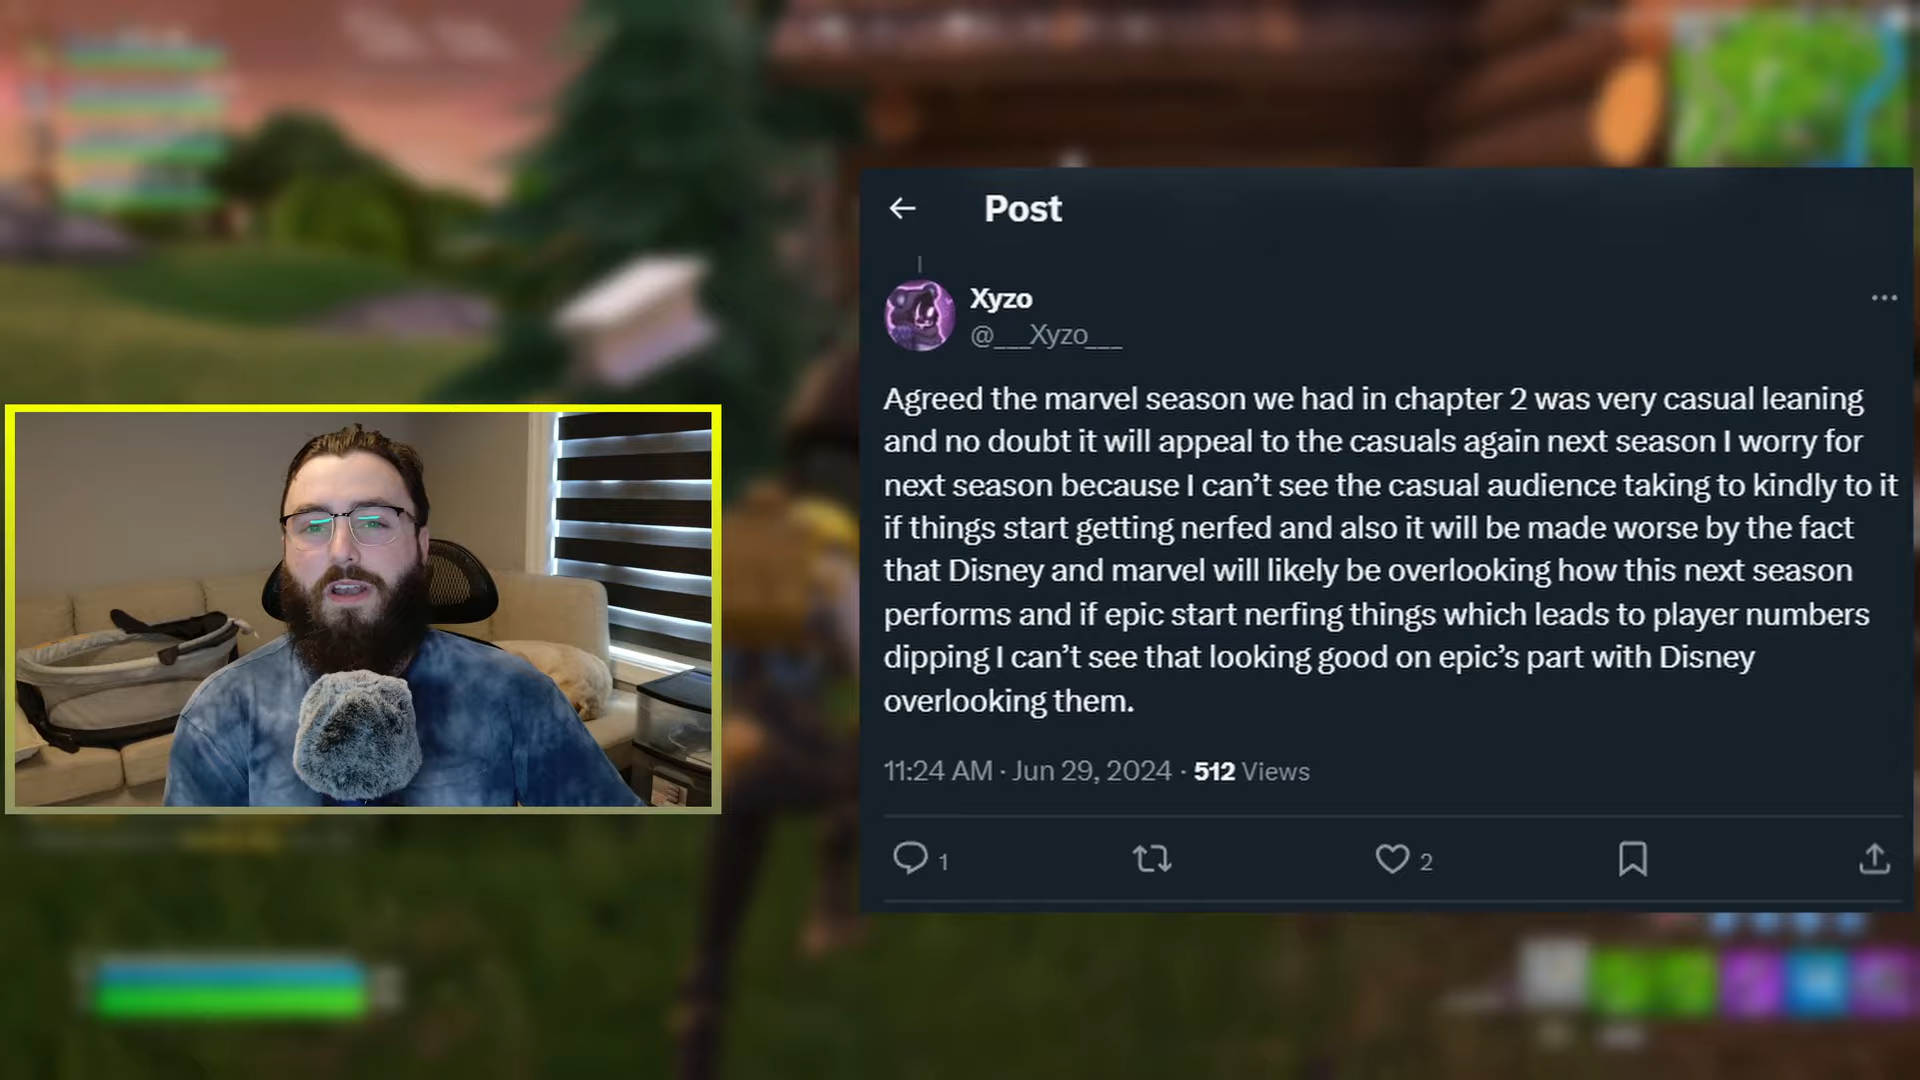 Post
Xyzo
@___Xyzo___
Agreed the marvel season we had in chapter 2 was very casual leaning
and no doubt it will appeal to the casuals again next season I worry for
next season because I can’t see the casual audience taking to kindly to it
if things start getting nerfed and also it will be made worse by the fact
that Disney and marvel will likely be overlooking how this next season
performs and if epic start nerfing things which leads to player numbers
dipping I can’t see that looking good on epic’s part with Disney
overlooking them.
11:24 AM · Jun 29, 2024 · 512 Views
1
2